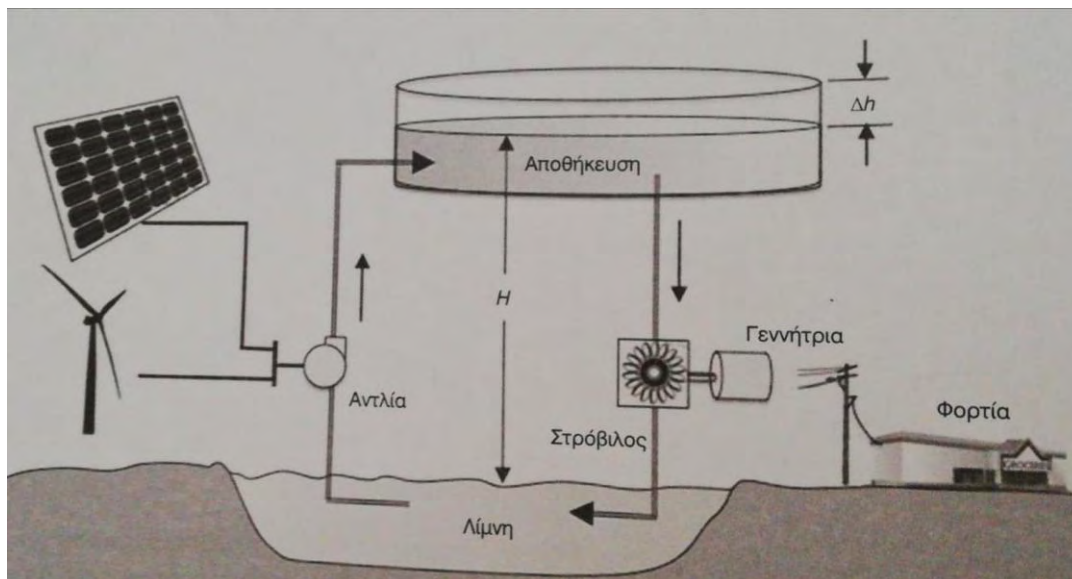 Δh
Αποθήκευση
H
Γεννήτρια
Αντλία
Στρόβιλος
Φορτία
Λίμνη